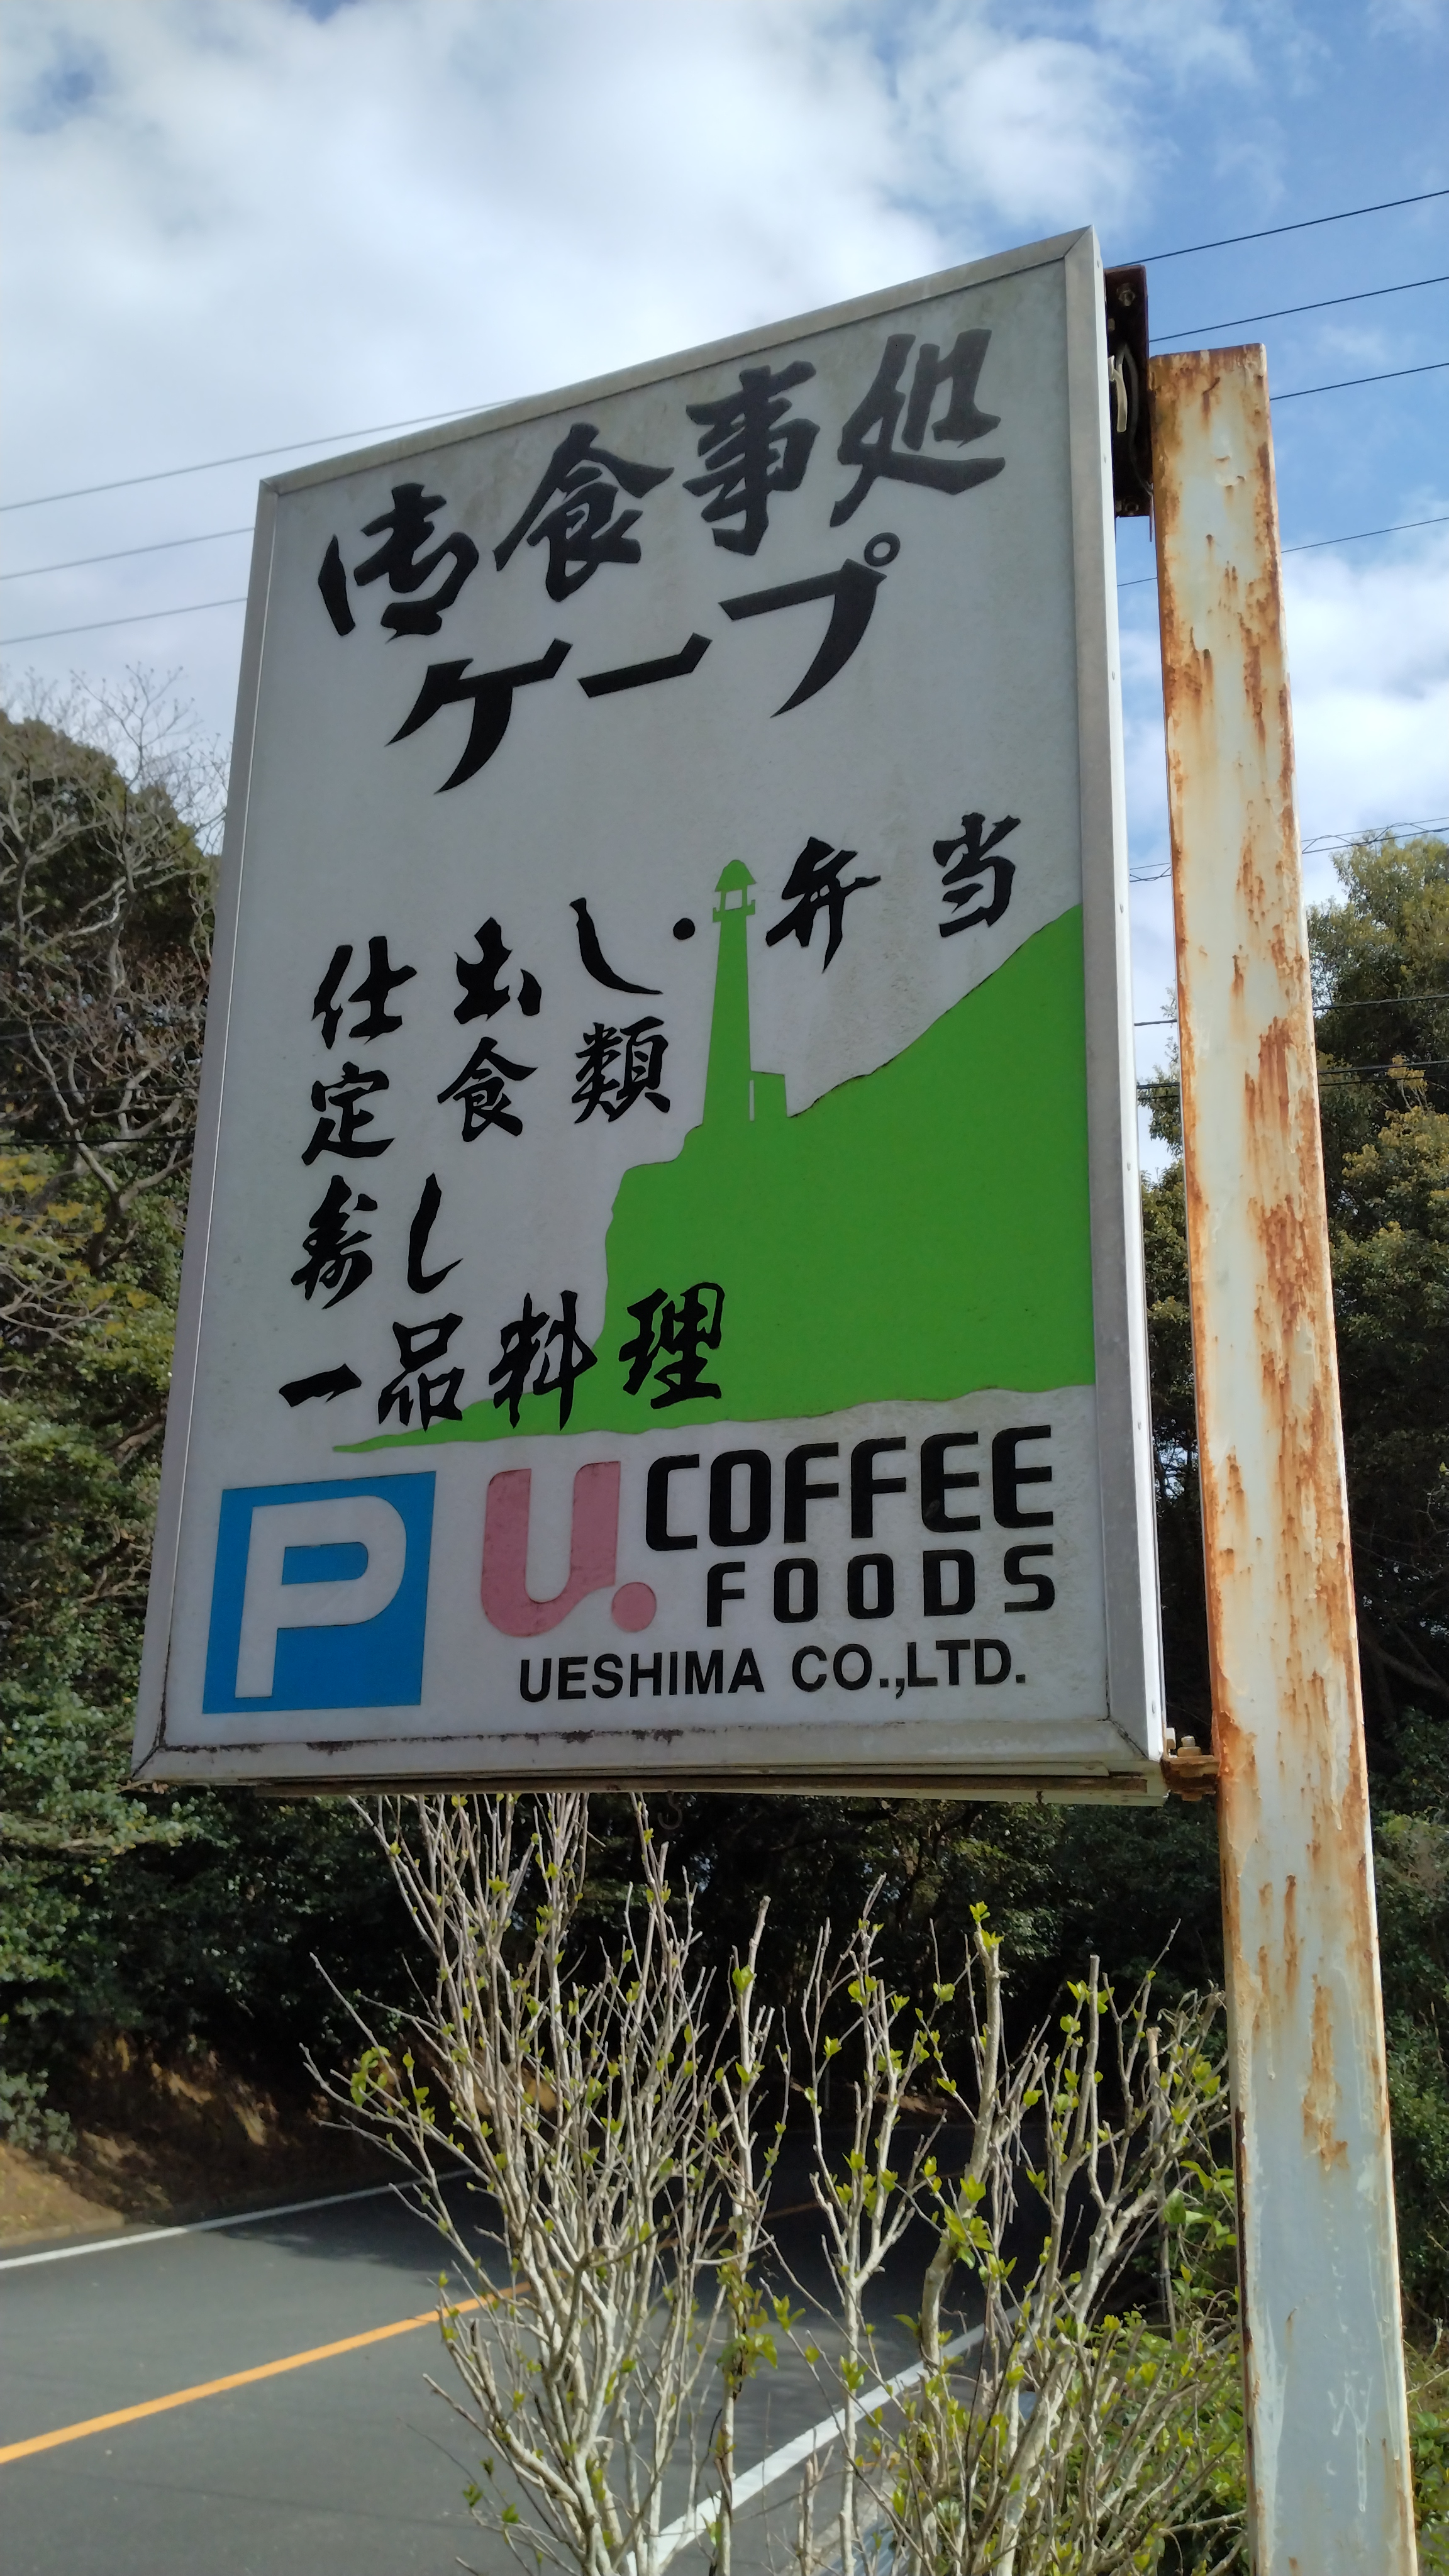 御食事処
ケープ
仕出し・弁当
定食類
寿し
一品料理
P
U. COFFEE
FOODS
UESHIMA CO.,LTD.